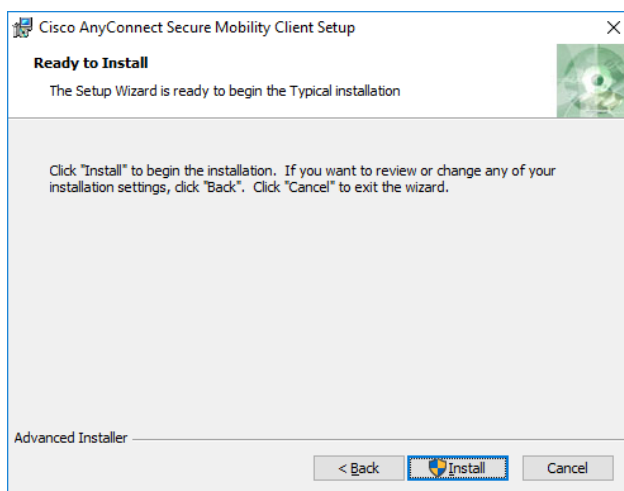 Cisco AnyConnect Secure Mobility Client Setup
Ready to Install
The Setup Wizard is ready to begin the Typical installation
Click "Install" to begin the installation.  If you want to review or change any of your
installation settings, click "Back".  Click "Cancel" to exit the wizard.
Advanced Installer
< Back
Install
Cancel